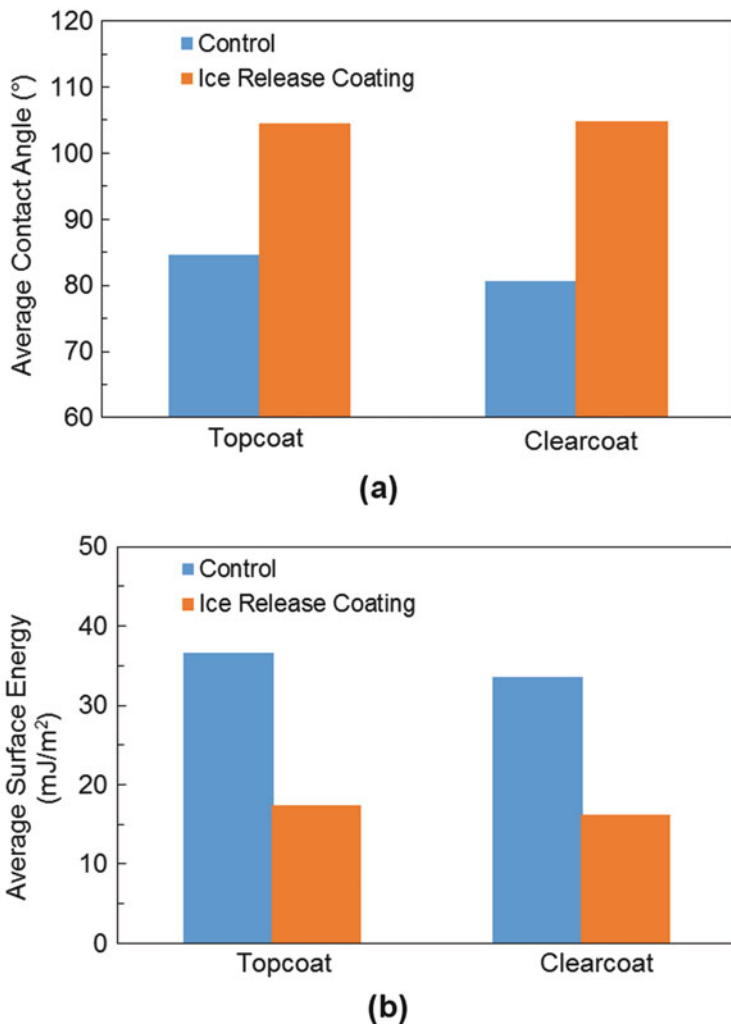 120
110
100
90
80
70
60
Average Contact Angle (°)
Control
Ice Release Coating
Topcoat
Clearcoat
(a)
50
40
30
20
10
0
Average Surface Energy
(mJ/m²)
Control
Ice Release Coating
Topcoat
Clearcoat
(b)